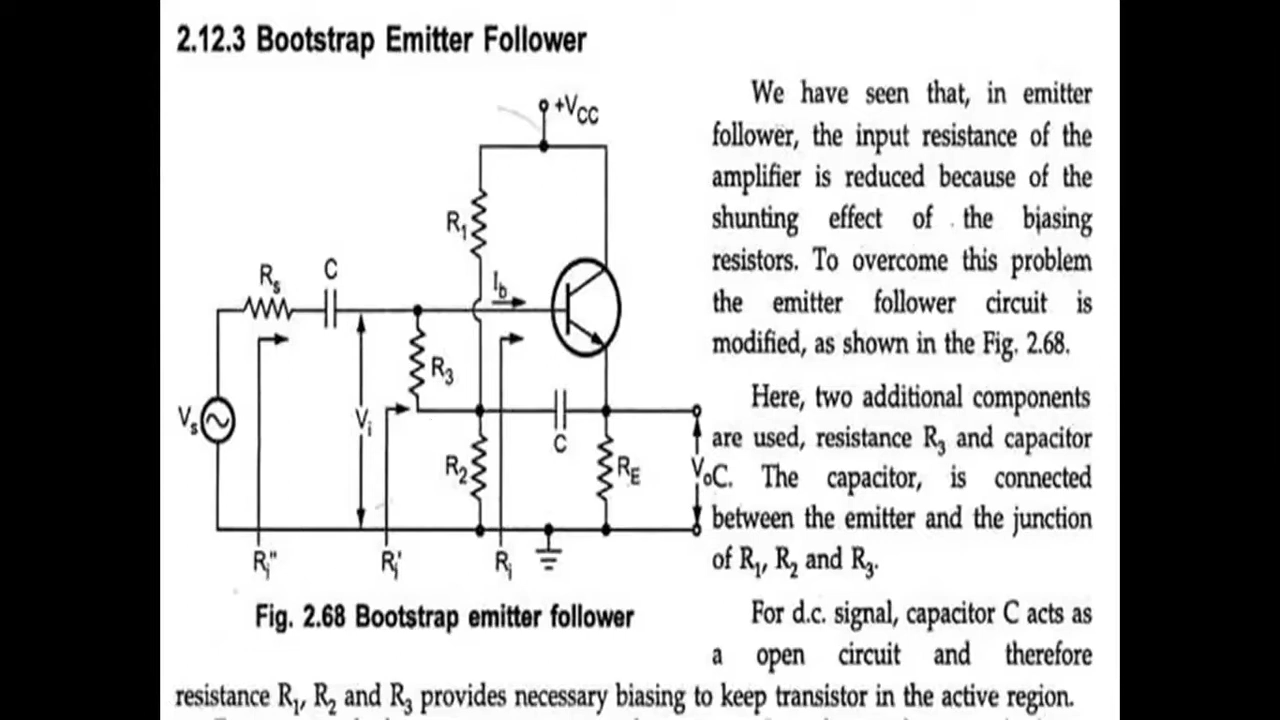 2.12.3 Bootstrap Emitter Follower
+VCC
R1
Rs
C
Ib
R3
Vs
Vi
C
R2
RE
Vo
Ri"
Ri'
Ri
Fig. 2.68 Bootstrap emitter follower
We have seen that, in emitter
follower, the input resistance of the
amplifier is reduced because of the
shunting effect of the biasing
resistors. To overcome this problem
the emitter follower circuit is
modified, as shown in the Fig. 2.68.
Here, two additional components
are used, resistance R3 and capacitor
C. The capacitor, is connected
between the emitter and the junction
of R1, R2 and R3.
For d.c. signal, capacitor C acts as
a open circuit and therefore
resistance R1, R2 and R3 provides necessary biasing to keep transistor in the active region.